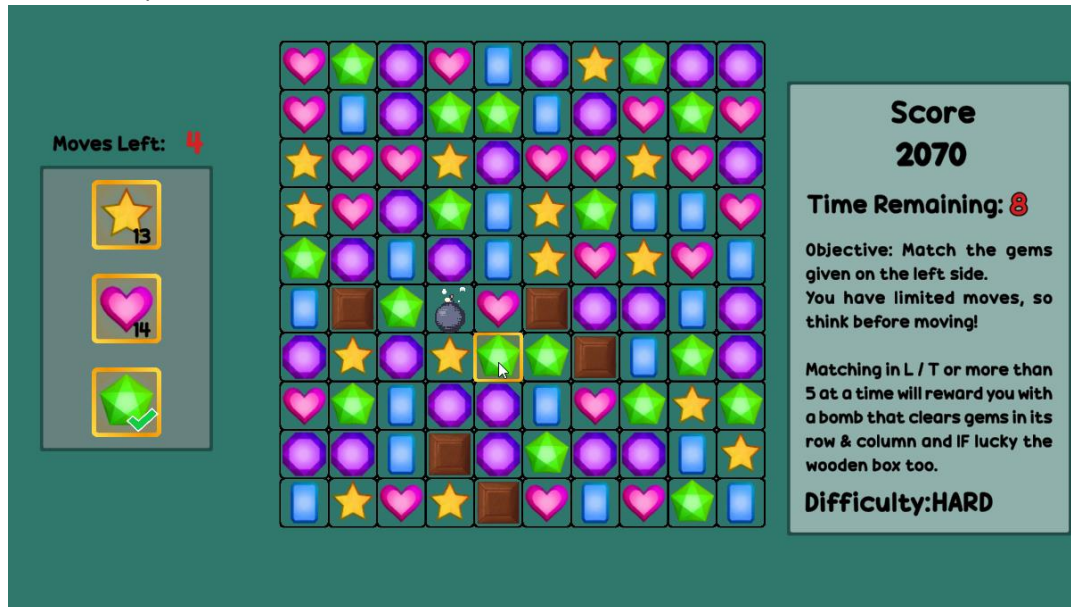 Moves Left: 4
13
14
Score
2070
Time Remaining: 8
Objective: Match the gems
given on the left side.
You have limited moves, so
think before moving!
Matching in L / T or more than
5 at a time will reward you with
a bomb that clears gems in its
row & column and IF lucky the
wooden box too.
Difficulty:HARD